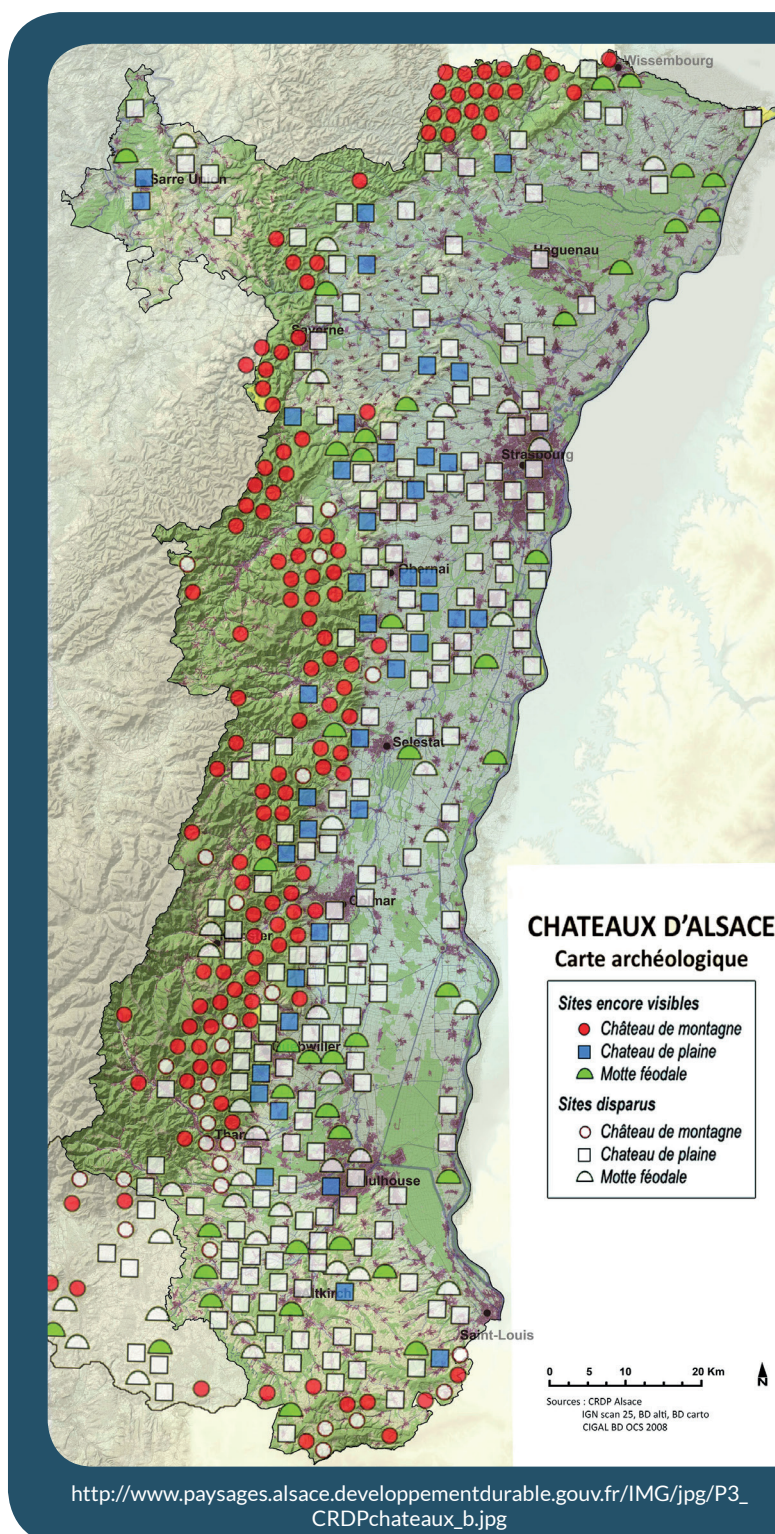 Wissembourg
Sarre Union
Haguenau
Saverne
Strasbourg
Obernai
Selestat
Colmar
Saint-Louis
CHATEAUX D'ALSACE
Carte archéologique
Sites encore visibles
Château de montagne
Chateau de plaine
Motte féodale
Sites disparus
Château de montagne
Chateau de plaine
Motte féodale
0 5 10 20 Km
N
Sources : CRDP Alsace
IGN scan 25, BD alti, BD carto
CIGAL BD OCS 2008
http://www.paysages.alsace.developpementdurable.gouv.fr/IMG/jpg/P3_
CRDPchateaux_b.jpg